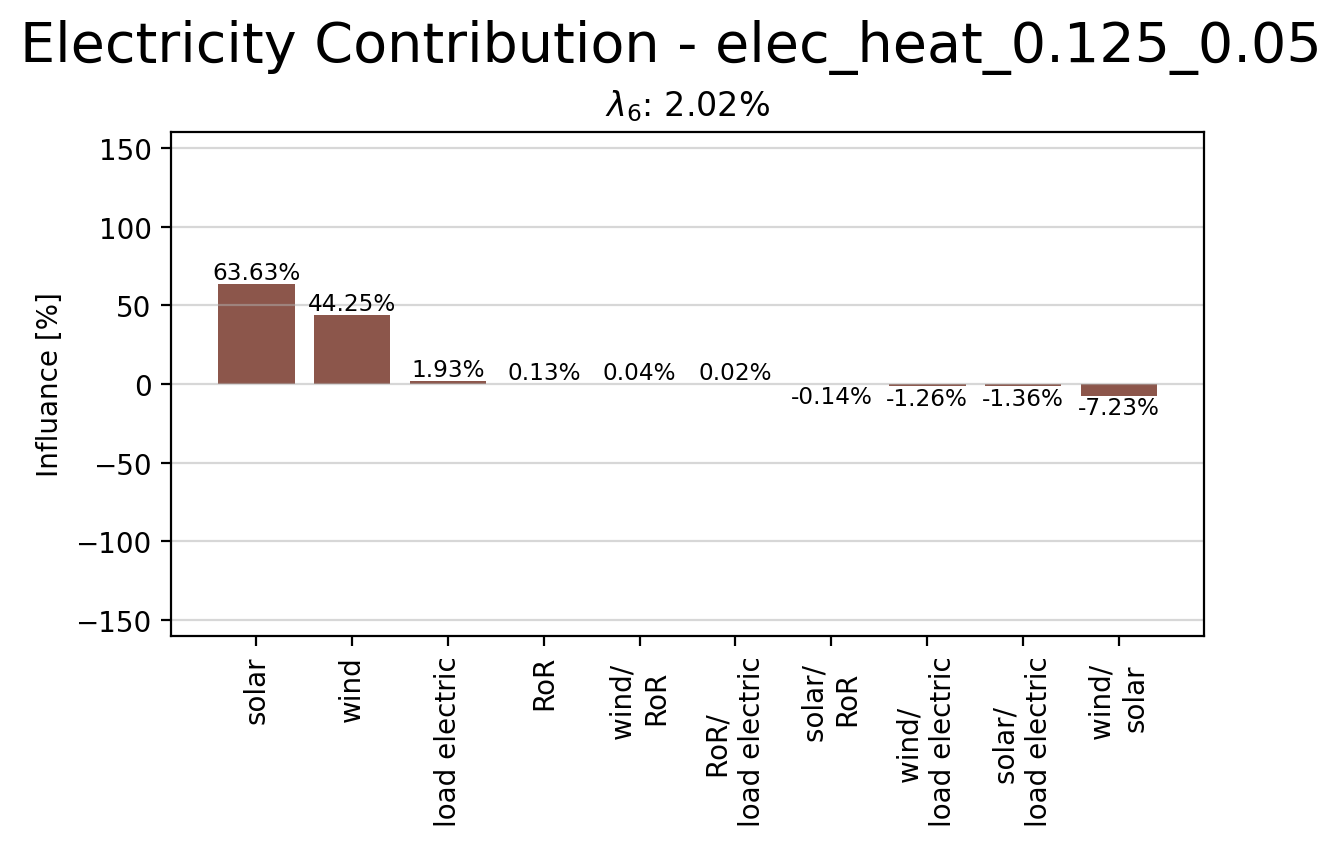 Electricity Contribution - elec_heat_0.125_0.05
λ6: 2.02%
Influance [%]
150
100
50
0
−50
−100
−150
63.63%
44.25%
1.93%
0.13%
0.04%
0.02%
-0.14%
-1.26%
-1.36%
-7.23%
solar
wind
load electric
RoR
wind/
RoR
RoR/
load electric
solar/
RoR
wind/
load electric
solar/
load electric
wind/
solar